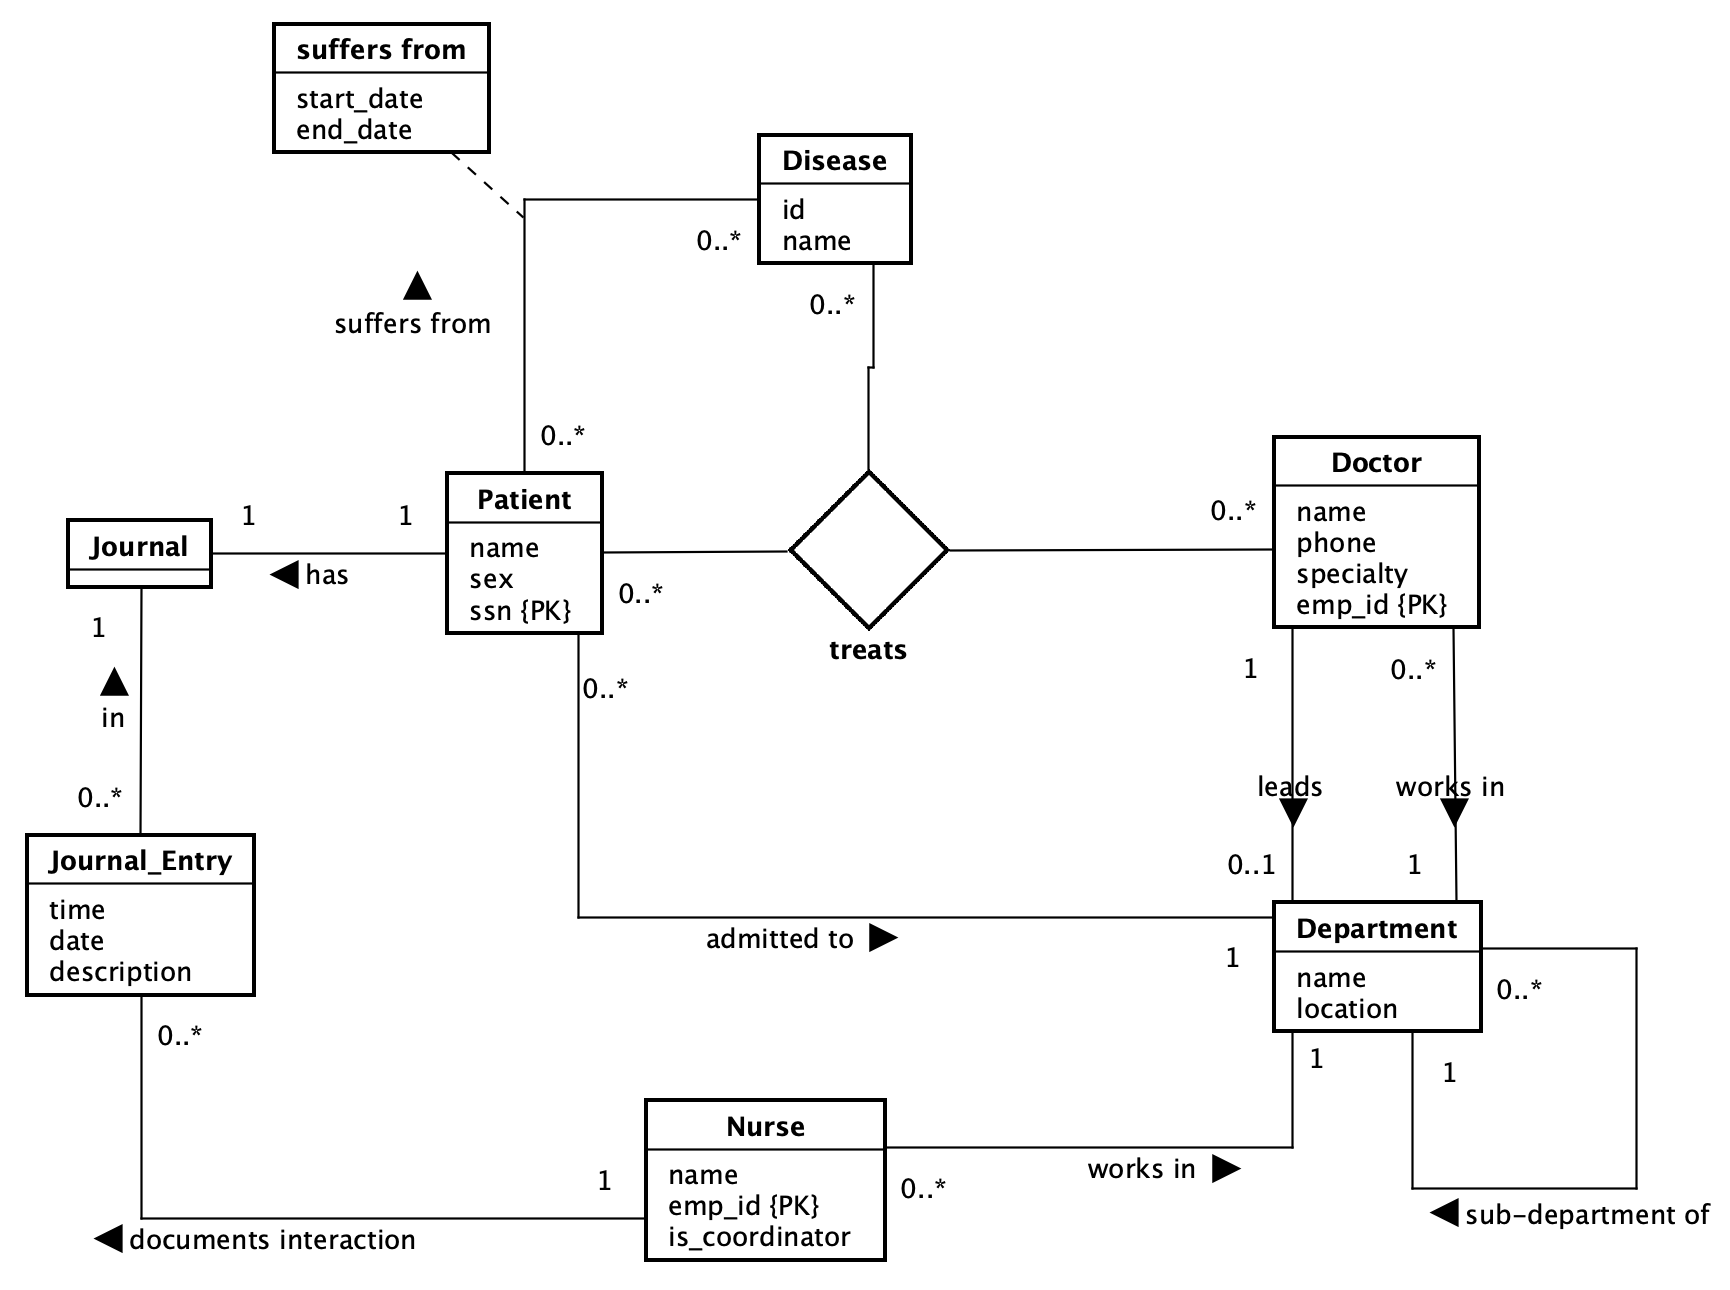 suffers from
start_date
end_date
Disease
id
name
0..*
0..*
suffers from
0..*
Patient
name
sex
ssn {PK}
1
1
Journal
has
0..*
treats
0..*
Doctor
name
phone
specialty
emp_id {PK}
1
in
0..*
0..*
1
0..*
leads
works in
0..1
1
Journal_Entry
time
date
description
admitted to
1
Department
name
location
0..*
1
1
sub-department of
0..*
Nurse
name
emp_id {PK}
is_coordinator
1
0..*
works in
documents interaction